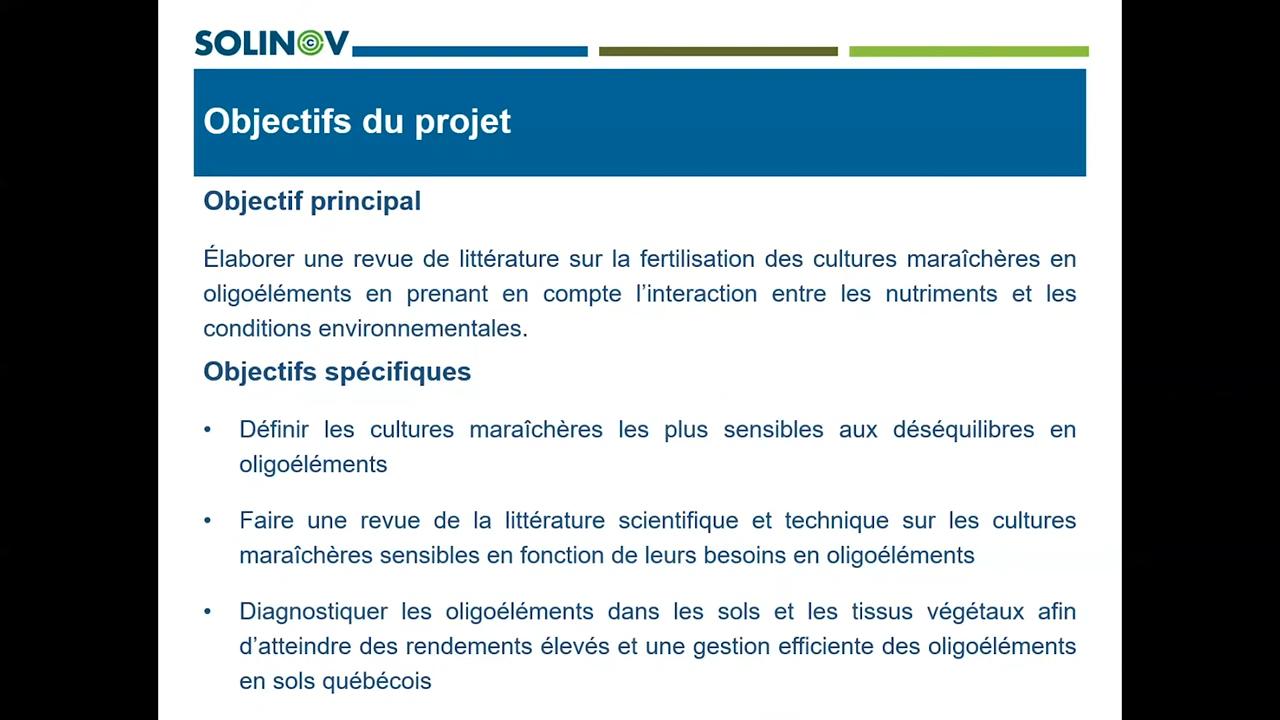 SOLINOV
Objectifs du projet
Objectif principal
Élaborer une revue de littérature sur la fertilisation des cultures maraîchères en
oligoéléments en prenant en compte l’interaction entre les nutriments et les
conditions environnementales.
Objectifs spécifiques
• Définir les cultures maraîchères les plus sensibles aux déséquilibres en
oligoéléments
• Faire une revue de la littérature scientifique et technique sur les cultures
maraîchères sensibles en fonction de leurs besoins en oligoéléments
• Diagnostiquer les oligoéléments dans les sols et les tissus végétaux afin
d’atteindre des rendements élevés et une gestion efficiente des oligoéléments
en sols québécois